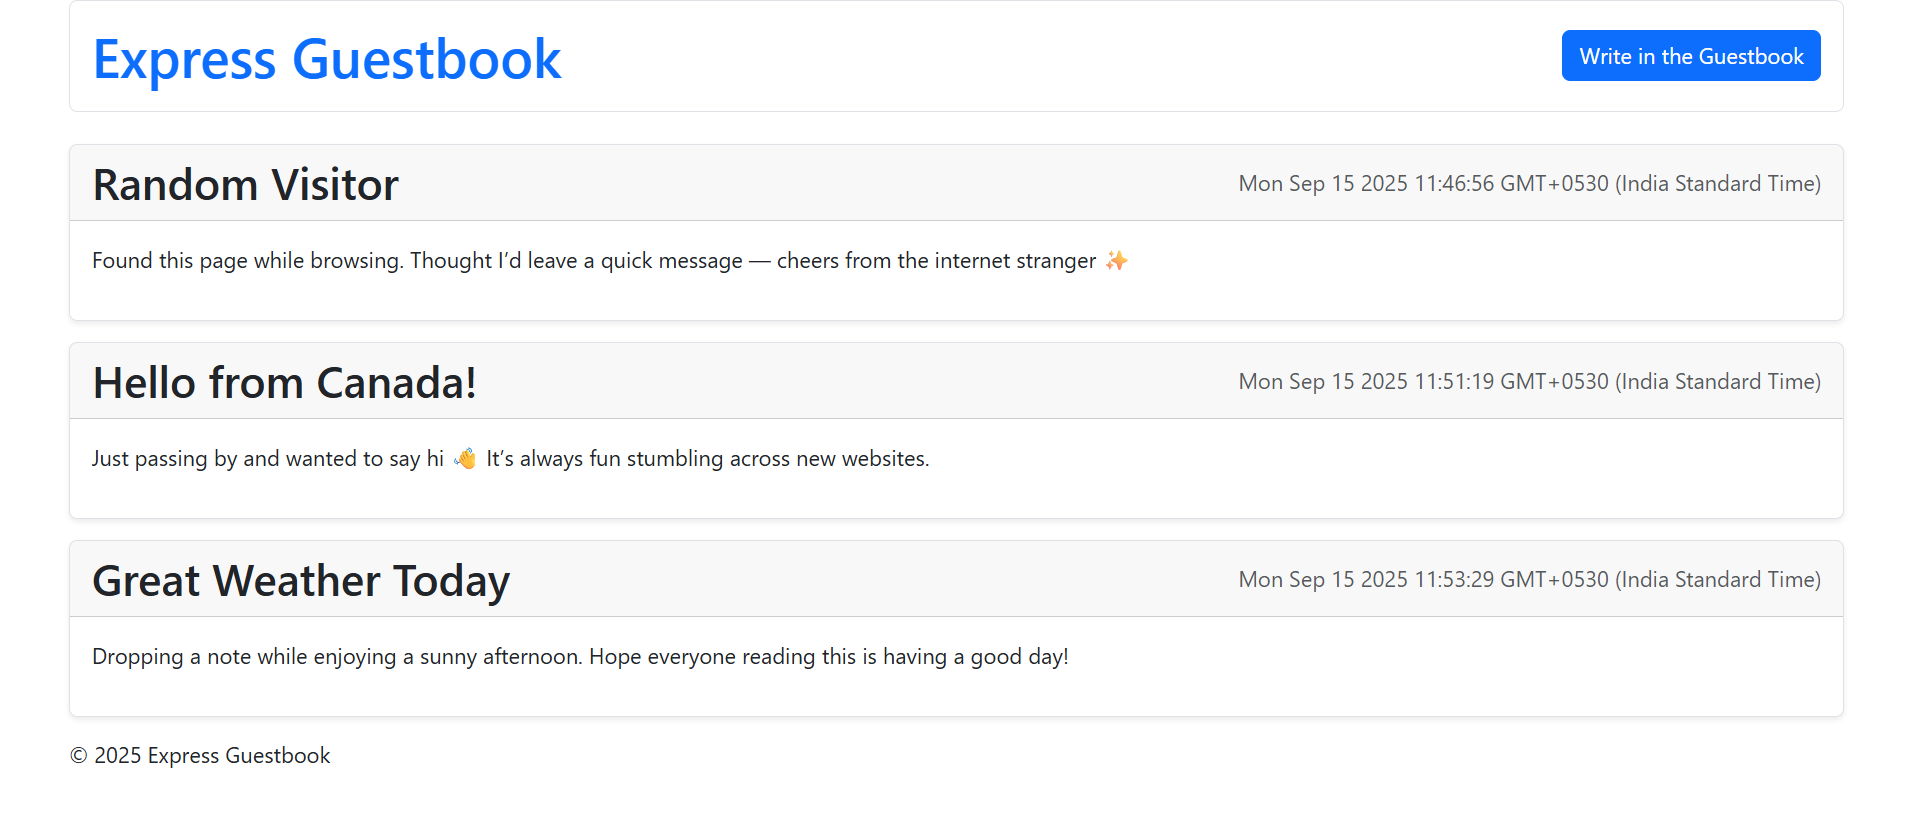 Express Guestbook
Write in the Guestbook
Random Visitor
Mon Sep 15 2025 11:46:56 GMT+0530 (India Standard Time)
Found this page while browsing. Thought I’d leave a quick message — cheers from the internet stranger ✨
Hello from Canada!
Mon Sep 15 2025 11:51:19 GMT+0530 (India Standard Time)
Just passing by and wanted to say hi 👋 It’s always fun stumbling across new websites.
Great Weather Today
Mon Sep 15 2025 11:53:29 GMT+0530 (India Standard Time)
Dropping a note while enjoying a sunny afternoon. Hope everyone reading this is having a good day!
© 2025 Express Guestbook